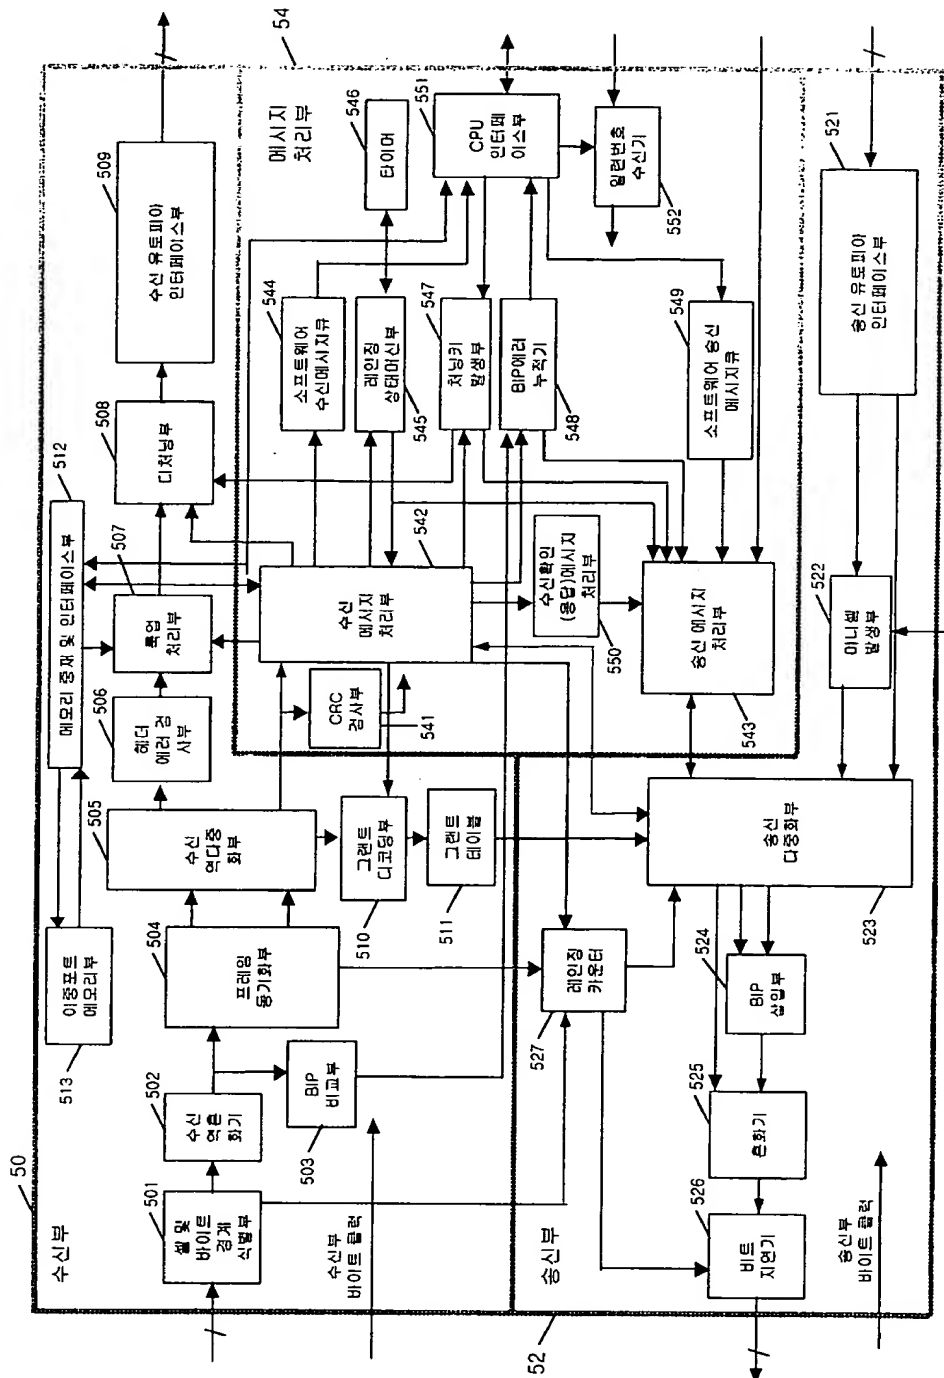 50
수신부
501
셀 및
바이트
경계
식별부
502
수신
역혼
화기
503
BIP
비교부
504
프레임
동기화부
505
수신
역다중
화부
506
헤더
에러 검
사부
507
룩업
처리부
508
디처닝부
509
수신 유토피아
인터페이스부
510
그랜트
디코딩부
511
그랜트
테이블
512
메모리 중재 및 인터페이스부
513
이중포트
메모리부
수신부
바이트 클럭
54
메시지
처리부
541
CRC
검사부
542
수신
메시지
처리부
543
송신 메시지
처리부
544
소프트웨어
수신메시지큐
545
레인징
상태머신부
546
타이머
547
처닝키
발생부
548
BIP에러
누적기
549
소프트웨어 송신
메시지큐
550
수신확인
(응답)메시지
처리부
551
CPU
인터페
이스부
552
일련번호
수신기
52
송신부
521
송신 유토피아
인터페이스부
522
미니셀
발생부
523
송신
다중화부
524
BIP
삽입부
525
혼화기
526
비트
지연기
527
레인징
카운터
송신부
바이트 클럭